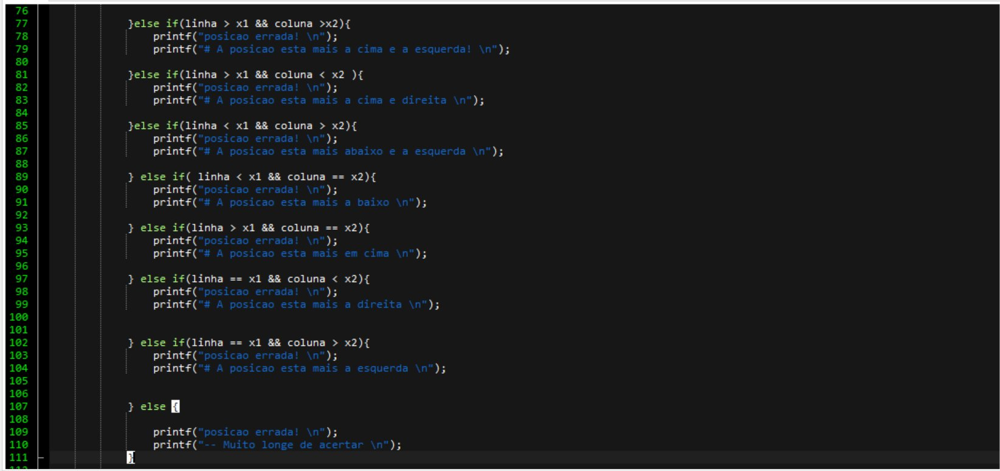 76
77 }else if(linha > x1 && coluna >x2){
78 printf("posicao errada! \n");
79 printf("# A posicao esta mais a cima e a esquerda! \n");
80
81 }else if(linha > x1 && coluna < x2 ){
82 printf("posicao errada! \n");
83 printf("# A posicao esta mais a cima e direita \n");
84
85 }else if(linha < x1 && coluna > x2){
86 printf("posicao errada! \n");
87 printf("# A posicao esta mais abaixo e a esquerda \n");
88
89 } else if( linha < x1 && coluna == x2){
90 printf("posicao errada! \n");
91 printf("# A posicao esta mais a baixo \n");
92
93 } else if(linha > x1 && coluna == x2){
94 printf("posicao errada! \n");
95 printf("# A posicao esta mais em cima \n");
96
97 } else if(linha == x1 && coluna < x2){
98 printf("posicao errada! \n");
99 printf("# A posicao esta mais a direita \n");
100
101
102 } else if(linha == x1 && coluna > x2){
103 printf("posicao errada! \n");
104 printf("# A posicao esta mais a esquerda \n");
105
106
107 } else {
108
109 printf("posicao errada! \n");
110 printf("-- Muito longe de acertar \n");
111 }